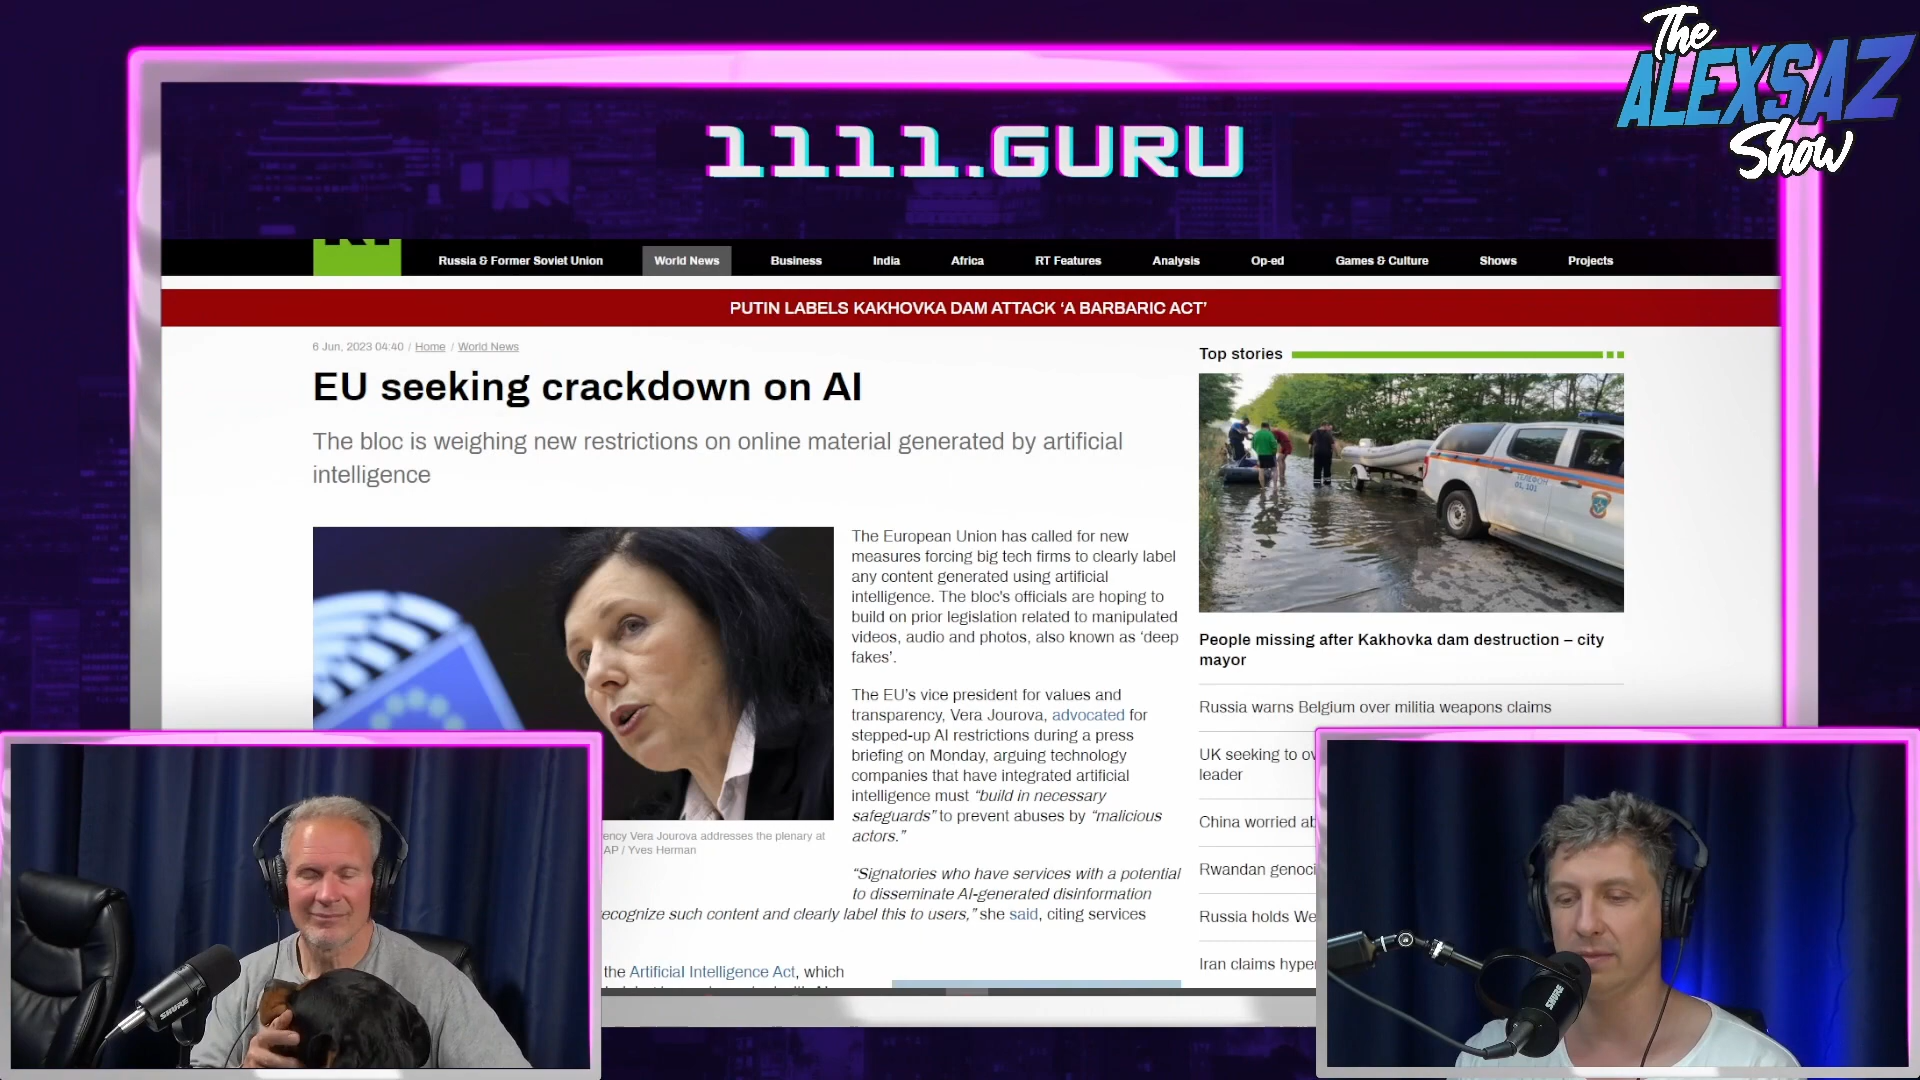 The
ALEXSAZ
Show
1111.GURU
Russia & Former Soviet Union
World News
Business
India
Africa
RT Features
Analysis
Op-ed
Games & Culture
Shows
Projects
PUTIN LABELS KAKHOVKA DAM ATTACK ‘A BARBARIC ACT’
6 Jun, 2023 04:40 / Home / World News
EU seeking crackdown on AI
The bloc is weighing new restrictions on online material generated by artificial
intelligence
The European Union has called for new
measures forcing big tech firms to clearly label
any content generated using artificial
intelligence. The bloc's officials are hoping to
build on prior legislation related to manipulated
videos, audio and photos, also known as ‘deep
fakes’.
The EU’s vice president for values and
transparency, Vera Jourova, advocated for
stepped-up AI restrictions during a press
briefing on Monday, arguing technology
companies that have integrated artificial
intelligence must “build in necessary
safeguards” to prevent abuses by “malicious
actors.”
“Signatories who have services with a potential
to disseminate AI-generated disinformation
ecognize such content and clearly label this to users,” she said, citing services
the Artificial Intelligence Act, which
ency Vera Jourova addresses the plenary at
AP / Yves Herman
Top stories
ТЕЛЕФОН
01, 101
People missing after Kakhovka dam destruction – city
mayor
Russia warns Belgium over militia weapons claims
UK seeking to ov
leader
China worried ab
Rwandan genoci
Russia holds We
Iran claims hyper
SHURE
SHURE